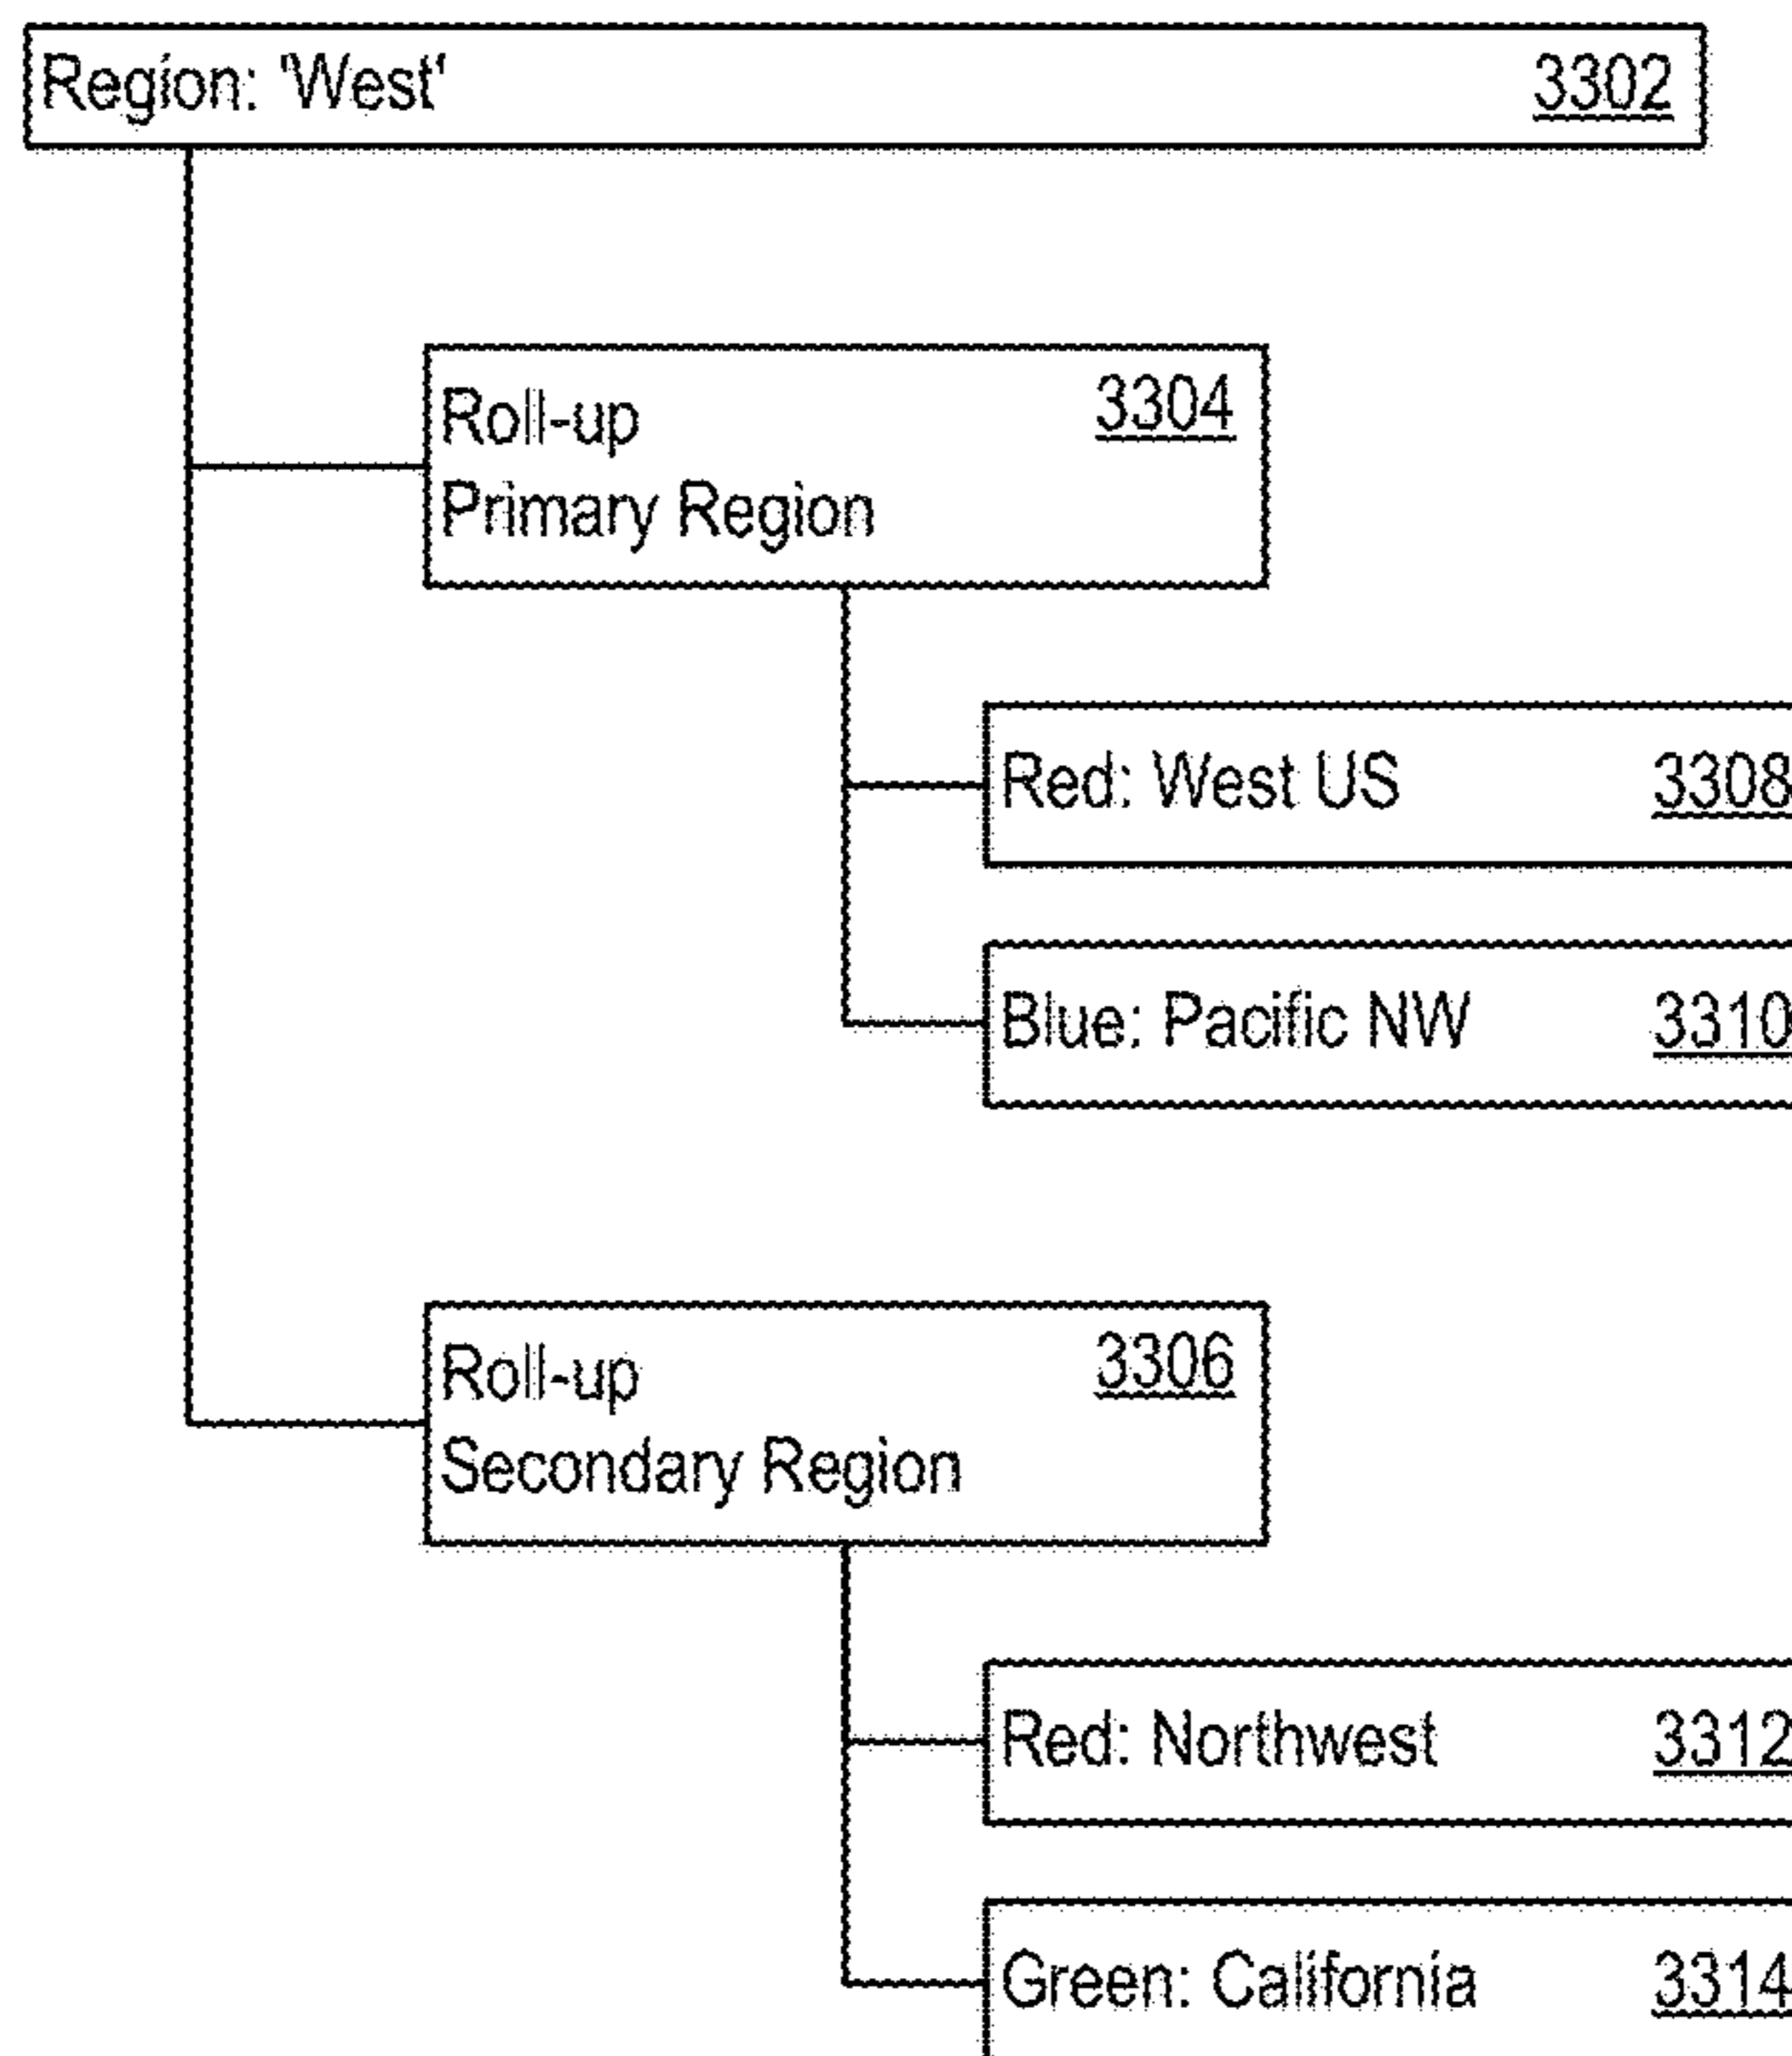 Region: 'West' 3302
Roll-up 3304
Primary Region
Red: West US 3308
Blue: Pacific NW 3310
Roll-up 3306
Secondary Region
Red: Northwest 3312
Green: California 3314